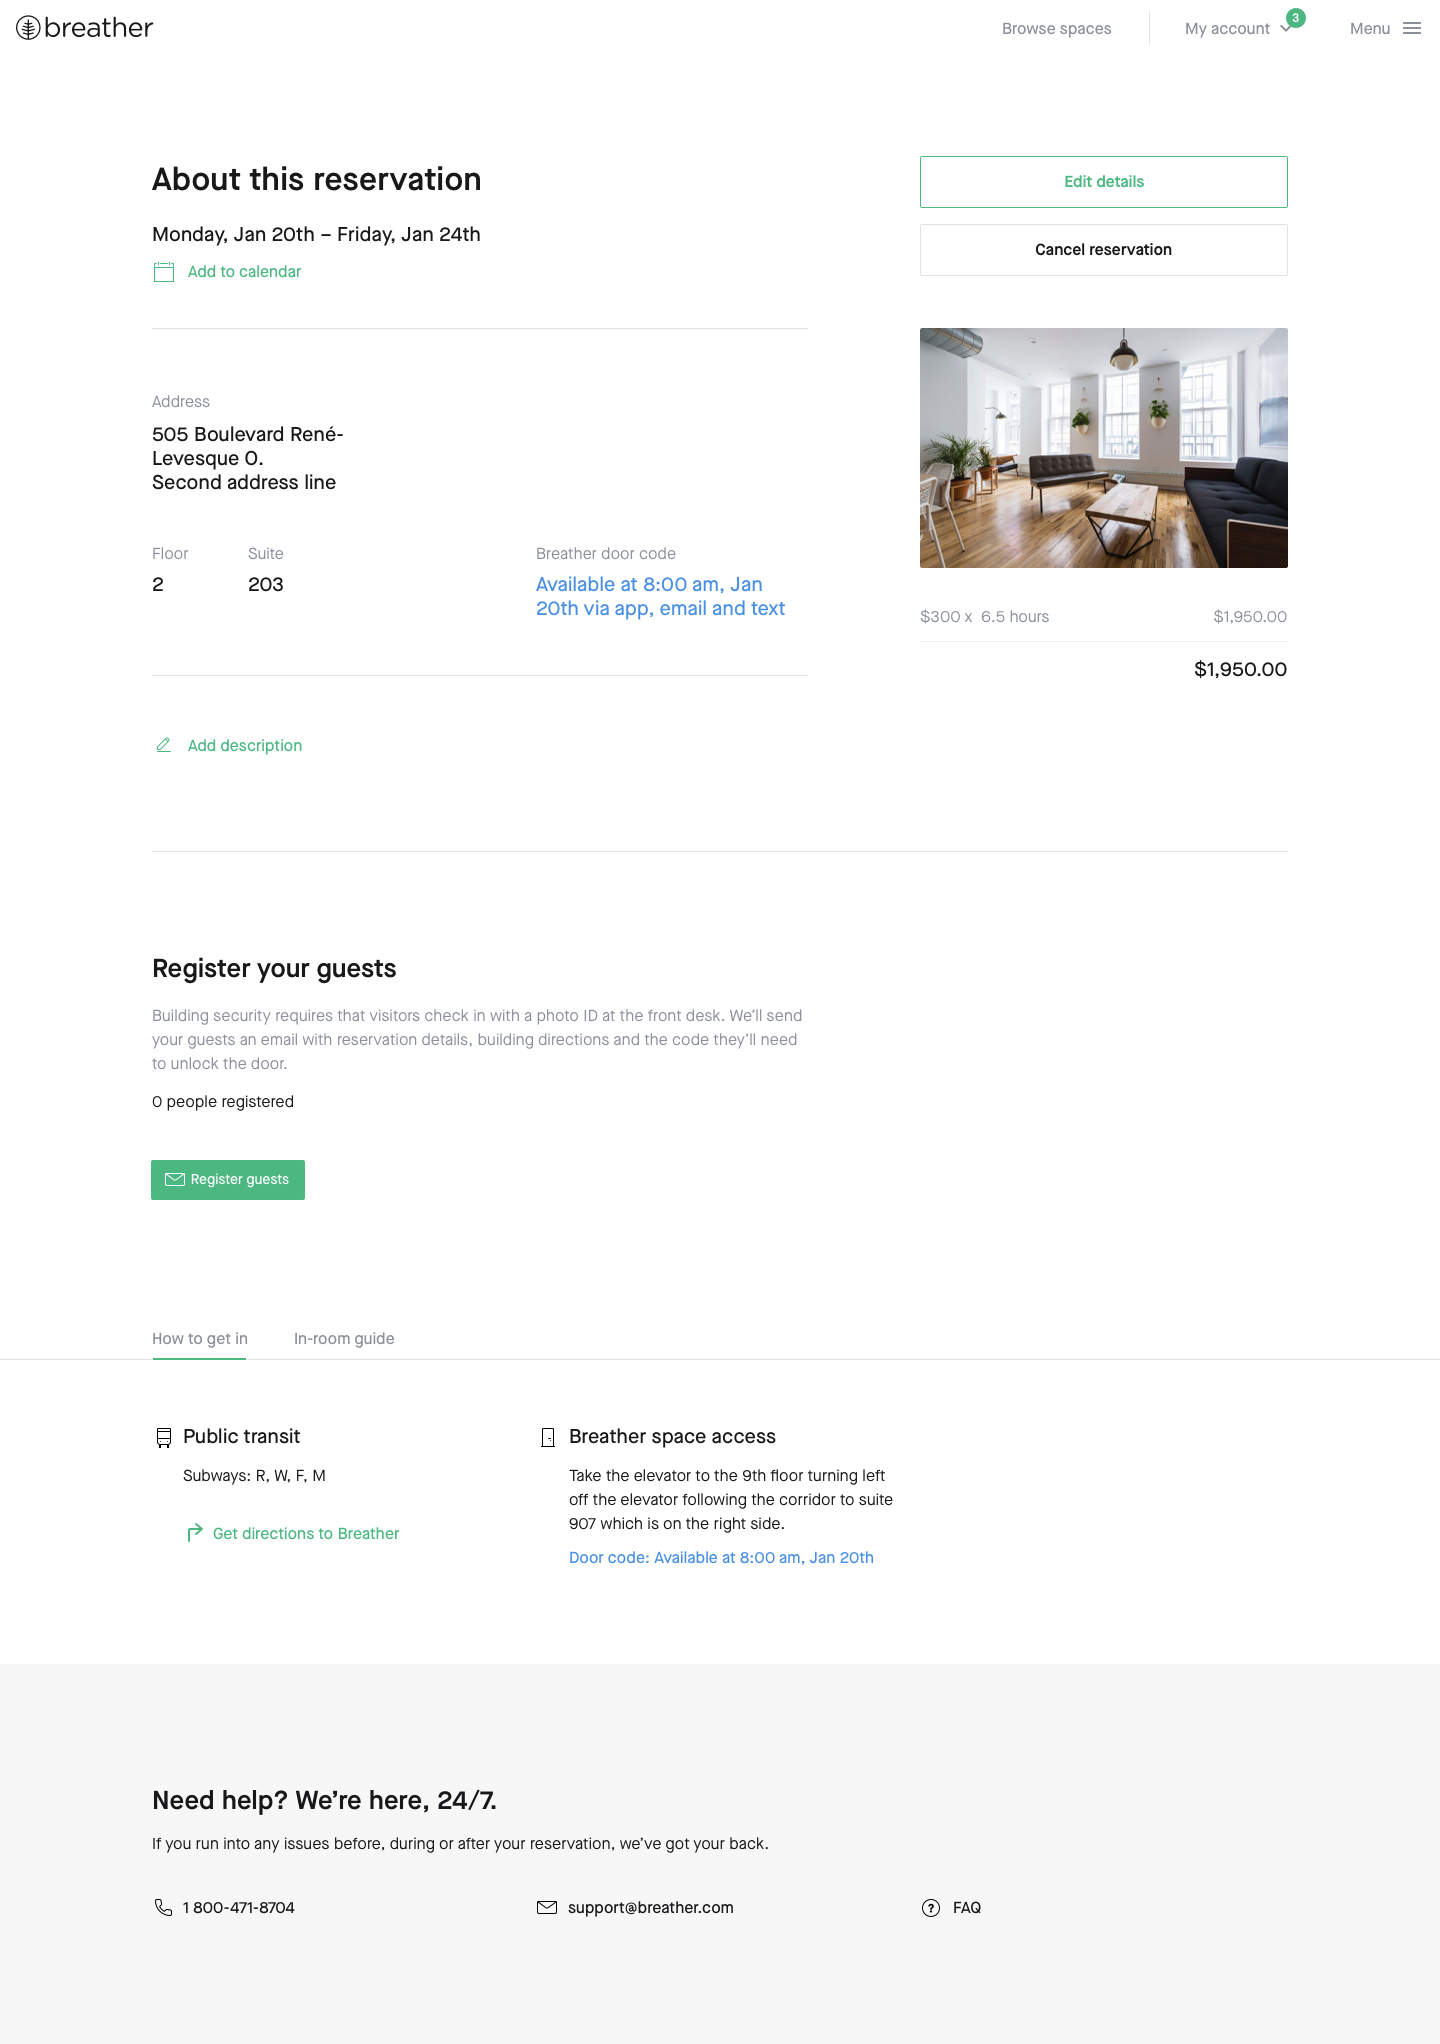 breather
Browse spaces
My account
3
Menu
About this reservation
Monday, Jan 20th – Friday, Jan 24th
Add to calendar
Edit details
Cancel reservation
Address
505 Boulevard René-
Levesque O.
Second address line
Floor
Suite
Breather door code
2
203
Available at 8:00 am, Jan
20th via app, email and text
$300 x  6.5 hours
$1,950.00
$1,950.00
Add description
Register your guests
Building security requires that visitors check in with a photo ID at the front desk. We’ll send
your guests an email with reservation details, building directions and the code they’ll need
to unlock the door.
0 people registered
Register guests
How to get in
In-room guide
Public transit
Subways: R, W, F, M
Get directions to Breather
Breather space access
Take the elevator to the 9th floor turning left
off the elevator following the corridor to suite
907 which is on the right side.
Door code: Available at 8:00 am, Jan 20th
Need help? We’re here, 24/7.
If you run into any issues before, during or after your reservation, we’ve got your back.
1 800-471-8704
support@breather.com
? FAQ